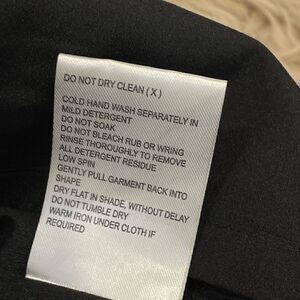 DO NOT DRY CLEAN ( X )
COLD HAND WASH SEPARATELY IN
MILD DETERGENT
DO NOT SOAK
DO NOT BLEACH RUB OR WRING
RINSE THOROUGHLY TO REMOVE
ALL DETERGENT RESIDUE
LOW SPIN
GENTLY PULL GARMENT BACK INTO
SHAPE
DRY FLAT IN SHADE, WITHOUT DELAY
DO NOT TUMBLE DRY
WARM IRON UNDER CLOTH IF
REQUIRED